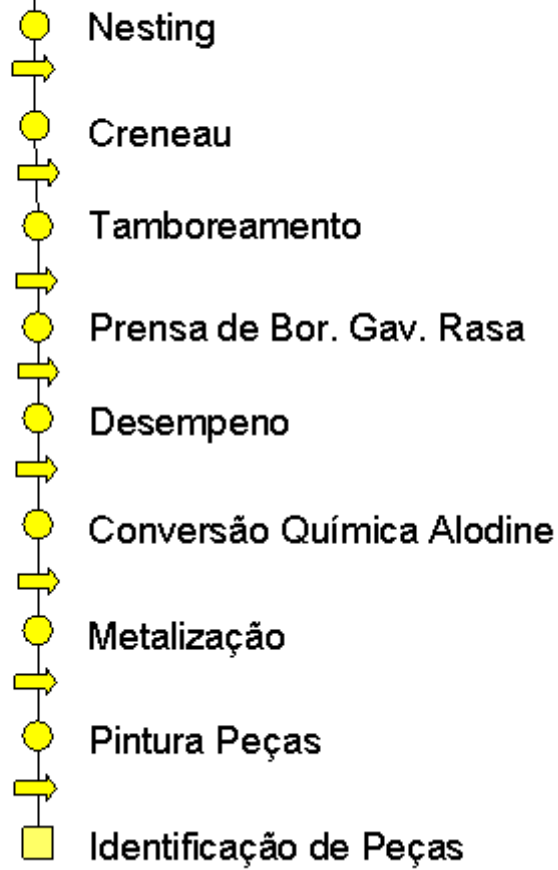 Nesting
Creneau
Tamboreamento
Prensa de Bor. Gav. Rasa
Desempeno
Conversão Química Alodine
Metalização
Pintura Peças
Identificação de Peças